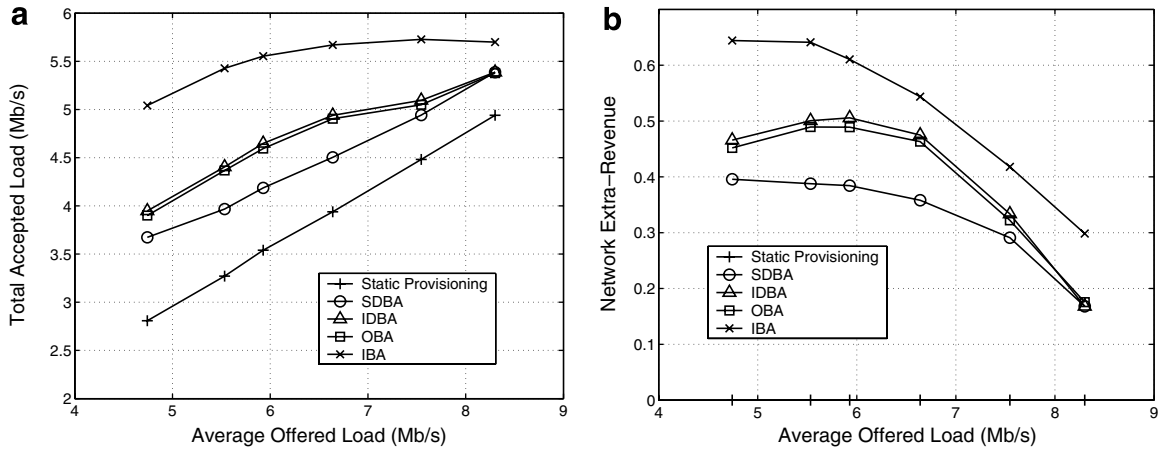 a
6
5.5
5
4.5
4
3.5
3
2.5
2
Total Accepted Load (Mb/s)
Static Provisioning
SDBA
IDBA
OBA
IBA
4 5 6 7 8 9
Average Offered Load (Mb/s)
b
0.6
0.5
0.4
0.3
0.2
0.1
0
Network Extra−Revenue
Static Provisioning
SDBA
IDBA
OBA
IBA
4 5 6 7 8 9
Average Offered Load (Mb/s)